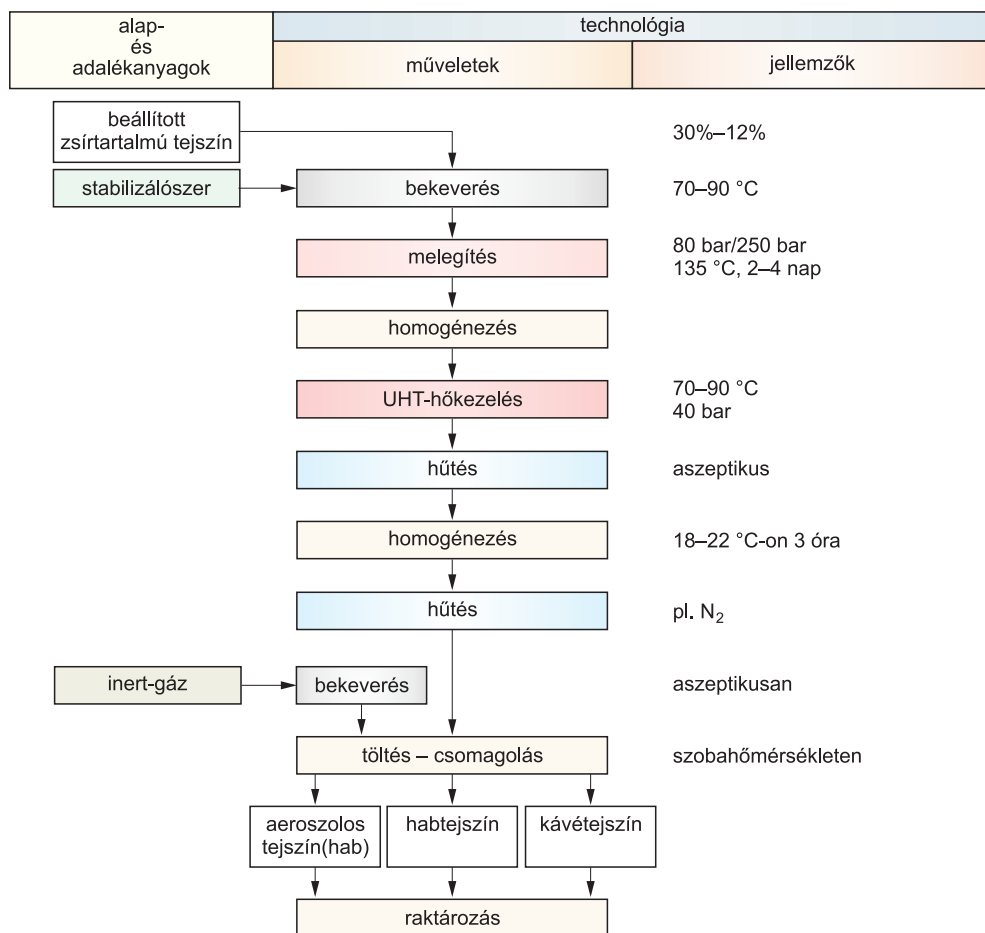 alap-
és
adalékanyagok
technológia
műveletek
jellemzők
beállított
zsírtartalmú tejszín
30%–12%
stabilizálószer
bekeverés
70–90 °C
melegítés
80 bar/250 bar
135 °C, 2–4 nap
homogénezés
UHT-hőkezelés
70–90 °C
40 bar
hűtés
aszeptikus
homogénezés
18–22 °C-on 3 óra
hűtés
pl. N₂
inert-gáz
bekeverés
aszeptikusan
töltés – csomagolás
szobahőmérsékleten
aeroszolos
tejszín(hab)
habtejszín
kávétejszín
raktározás